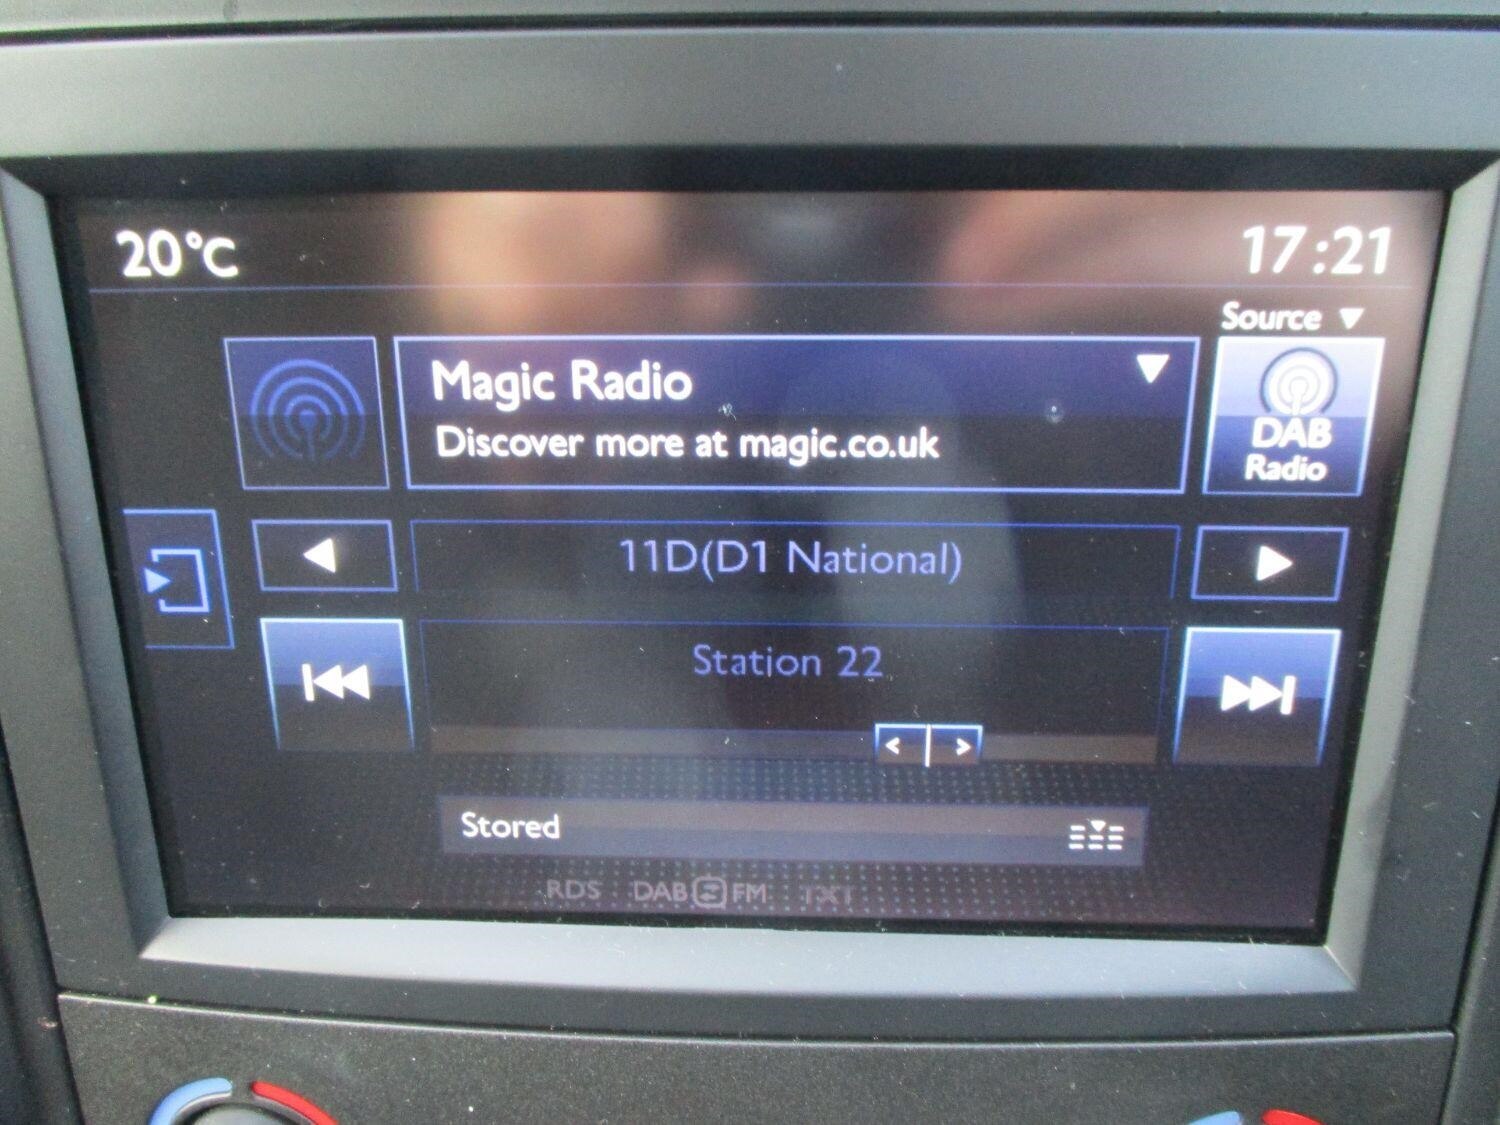 20°C
17:21
Source
Magic Radio
Discover more at magic.co.uk
DAB
Radio
11D(D1 National)
Station 22
< >
Stored
RDS DAB FM TXT